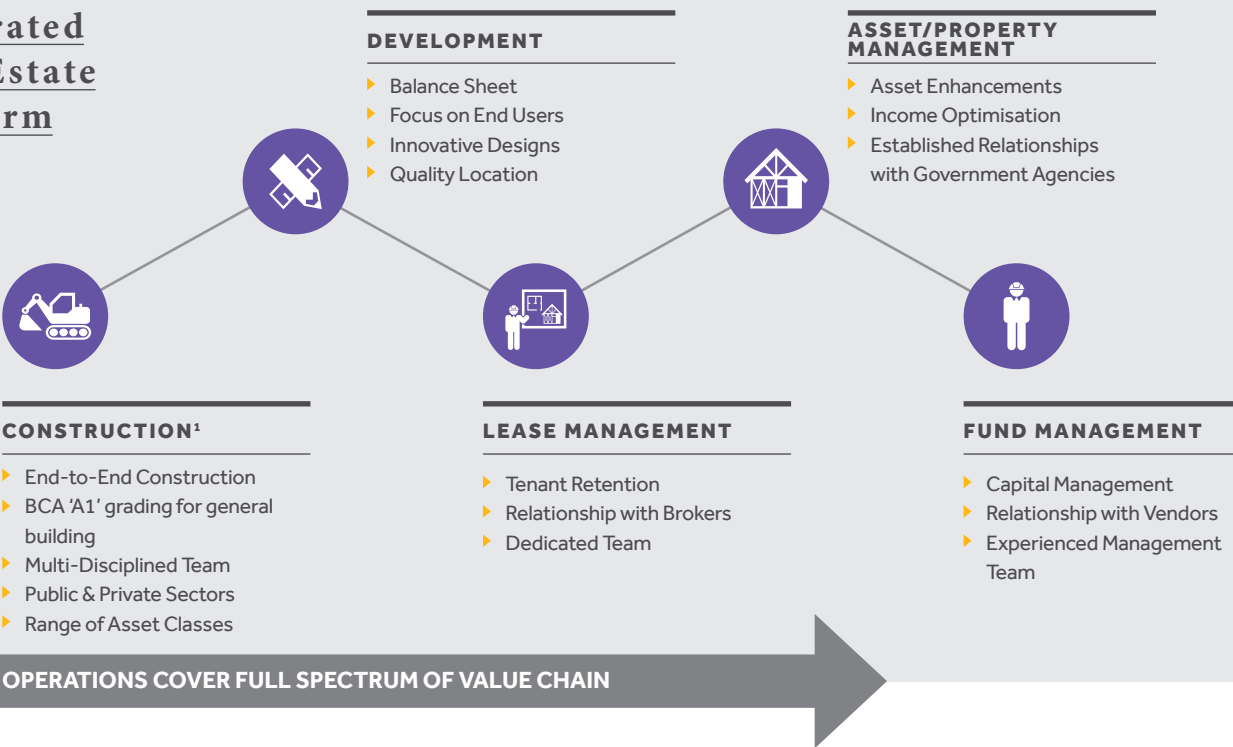 rated
Estate
rm
DEVELOPMENT
Balance Sheet
Focus on End Users
Innovative Designs
Quality Location
ASSET/PROPERTY
MANAGEMENT
Asset Enhancements
Income Optimisation
Established Relationships
with Government Agencies
CONSTRUCTION¹
End-to-End Construction
BCA ‘A1’ grading for general
building
Multi-Disciplined Team
Public & Private Sectors
Range of Asset Classes
LEASE MANAGEMENT
Tenant Retention
Relationship with Brokers
Dedicated Team
FUND MANAGEMENT
Capital Management
Relationship with Vendors
Experienced Management
Team
OPERATIONS COVER FULL SPECTRUM OF VALUE CHAIN